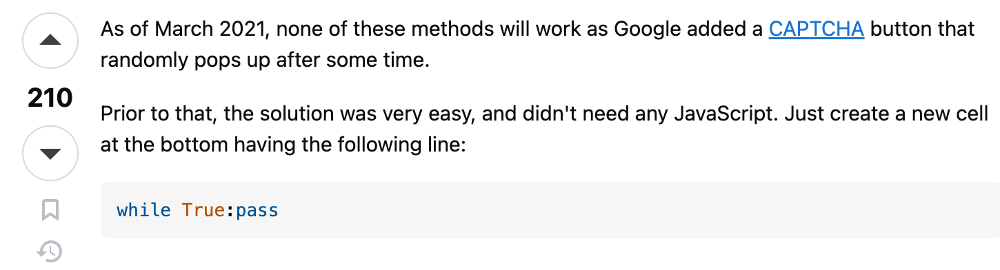 As of March 2021, none of these methods will work as Google added a CAPTCHA button that
randomly pops up after some time.
210
Prior to that, the solution was very easy, and didn't need any JavaScript. Just create a new cell
at the bottom having the following line:
while True:pass